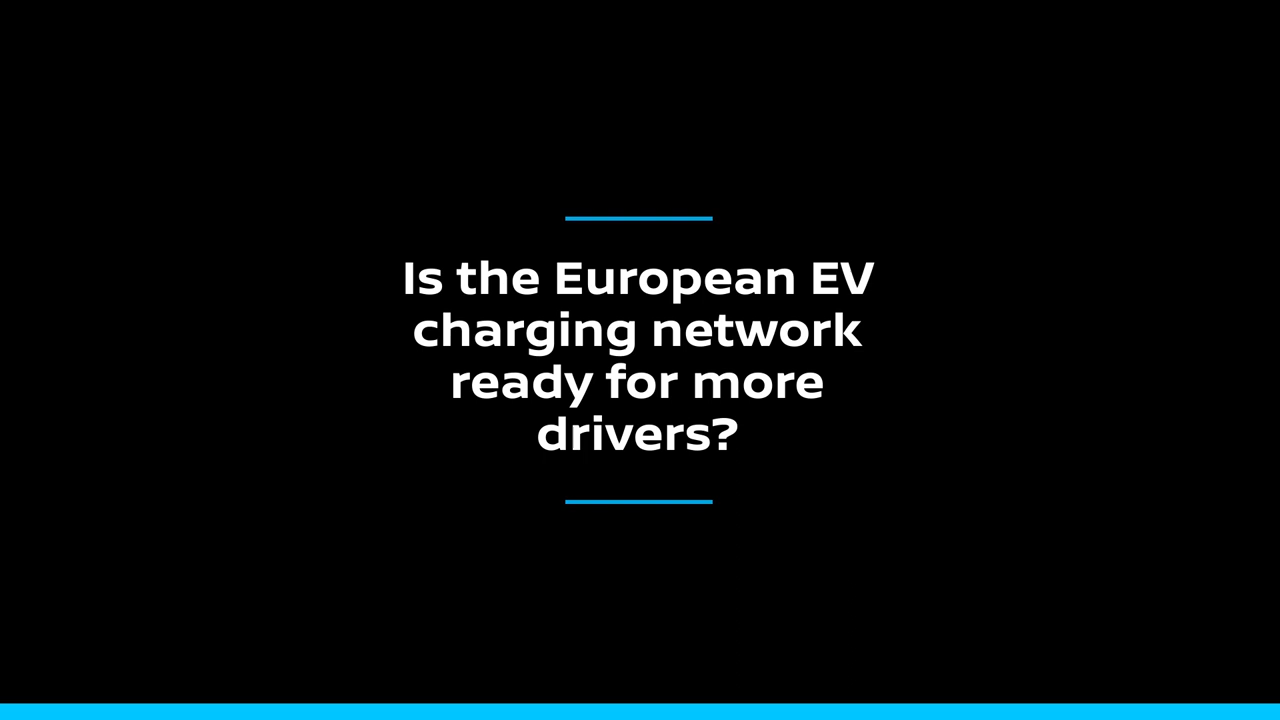 Is the European EV
charging network
ready for more
drivers?